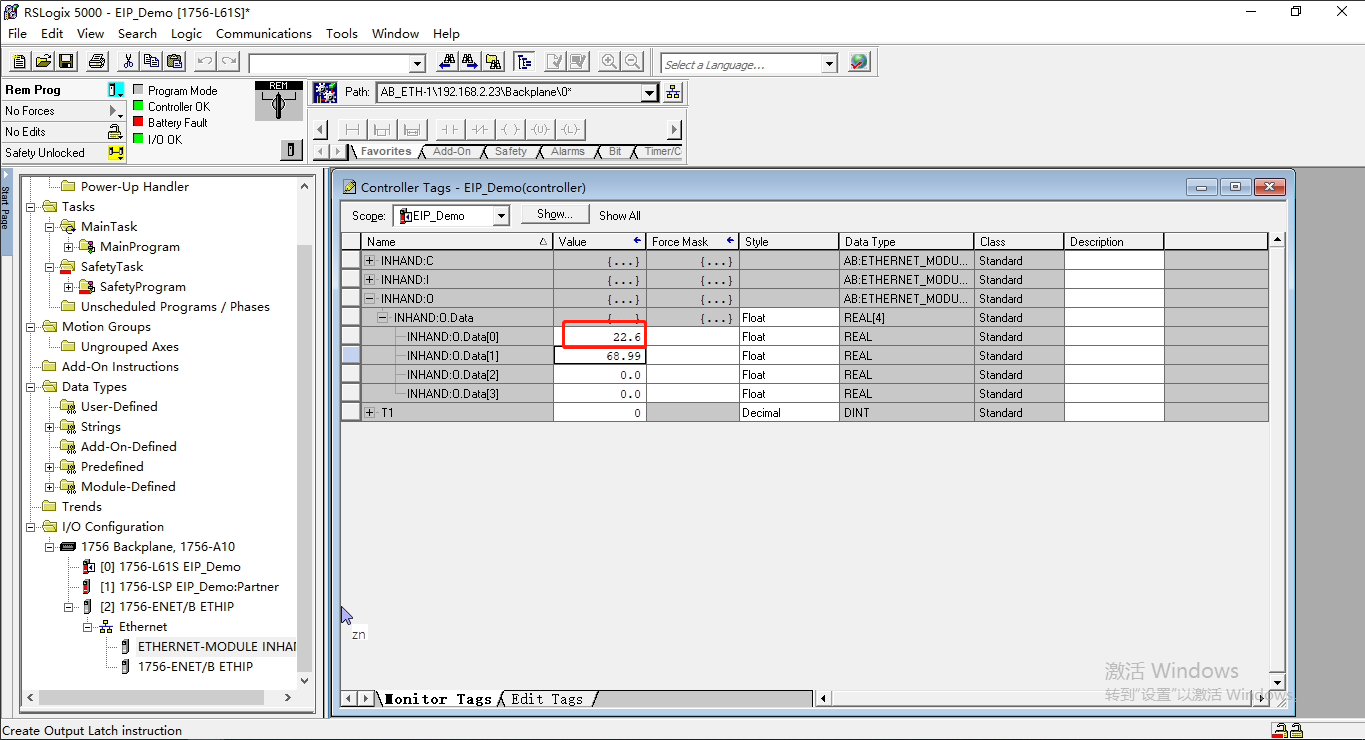 RSLogix 5000 - EIP_Demo [1756-L61S]*
File Edit View Search Logic Communications Tools Window Help
Select a Language...
Rem Prog
No Forces
No Edits
Safety Unlocked
Program Mode
Controller OK
Battery Fault
I/O OK
REM
Path: AB_ETH-1\192.168.2.23\Backplane\0*
Favorites Add-On Safety Alarms Bit Timer/C
Start Page
Power-Up Handler
Tasks
MainTask
MainProgram
SafetyTask
SafetyProgram
Unscheduled Programs / Phases
Motion Groups
Ungrouped Axes
Add-On Instructions
Data Types
User-Defined
Strings
Add-On-Defined
Predefined
Module-Defined
Trends
I/O Configuration
1756 Backplane, 1756-A10
[0] 1756-L61S EIP_Demo
[1] 1756-LSP EIP_Demo:Partner
[2] 1756-ENET/B ETHIP
Ethernet
ETHERNET-MODULE INHAN
1756-ENET/B ETHIP
Controller Tags - EIP_Demo(controller)
Scope: EIP_Demo Show... Show All
Name Value Force Mask Style Data Type Class Description
INHAND:C {...} {...} AB:ETHERNET_MODU... Standard
INHAND:I {...} {...} AB:ETHERNET_MODU... Standard
INHAND:O {...} {...} AB:ETHERNET_MODU... Standard
INHAND:O.Data {...} {...} Float REAL[4] Standard
INHAND:O.Data[0] 22.6 Float REAL Standard
INHAND:O.Data[1] 68.99 Float REAL Standard
INHAND:O.Data[2] 0.0 Float REAL Standard
INHAND:O.Data[3] 0.0 Float REAL Standard
T1 0 Decimal DINT Standard
zn
激活 Windows
转到"设置"以激活 Windows。
Monitor Tags Edit Tags
Create Output Latch instruction